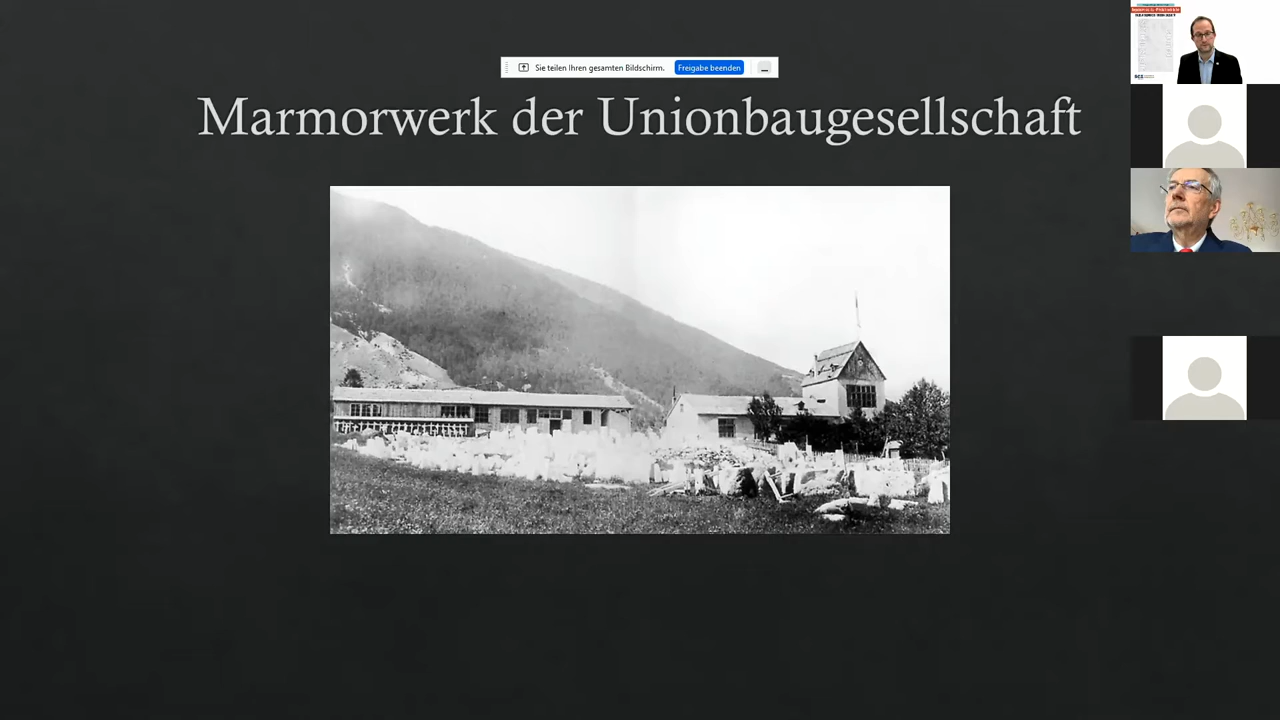 Sie teilen Ihren gesamten Bildschirm.
Freigabe beenden
Marmorwerk der Unionbaugesellschaft